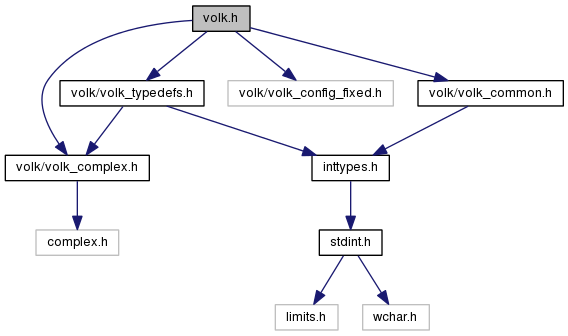 volk.h
volk/volk_typedefs.h
volk/volk_config_fixed.h
volk/volk_common.h
volk/volk_complex.h
inttypes.h
complex.h
stdint.h
limits.h
wchar.h